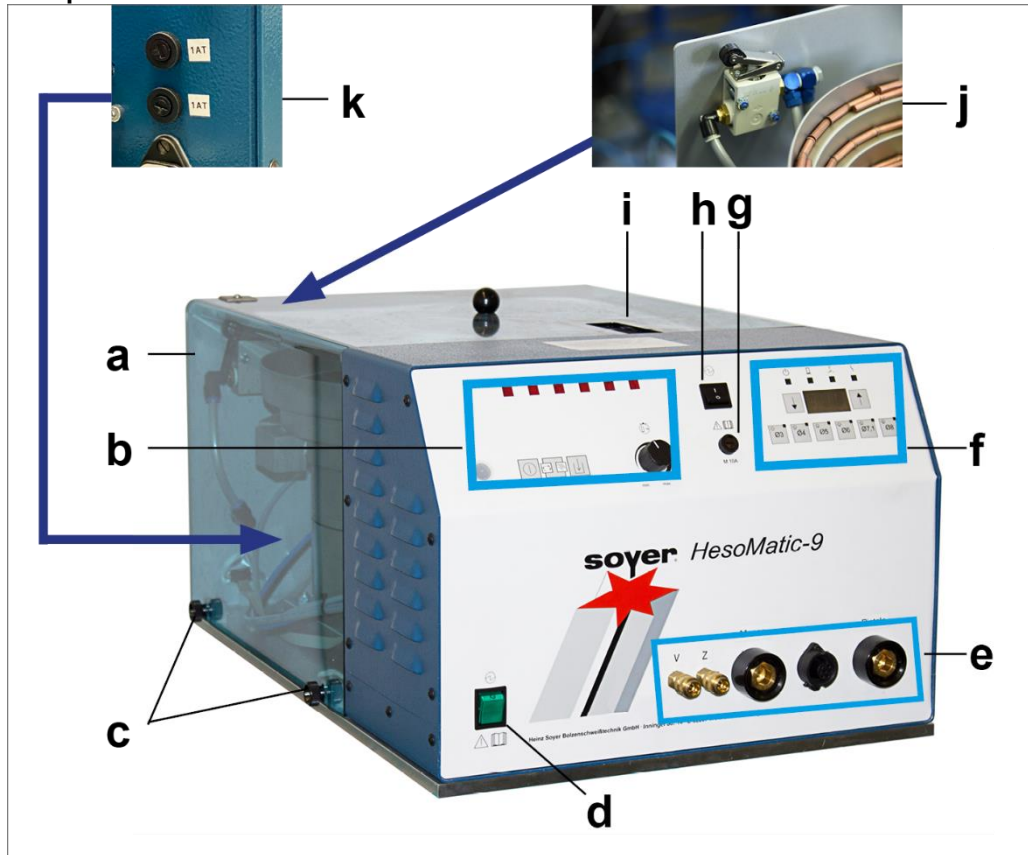 1AT
1AT
k
j
i
h
g
a
b
f
Ø3 Ø4 Ø5 Ø6 Ø7,1 Ø8
M 10A
soyer HesoMatic-9
V Z
e
c
d
Heinz Soyer Bolzenschweißtechnik GmbH